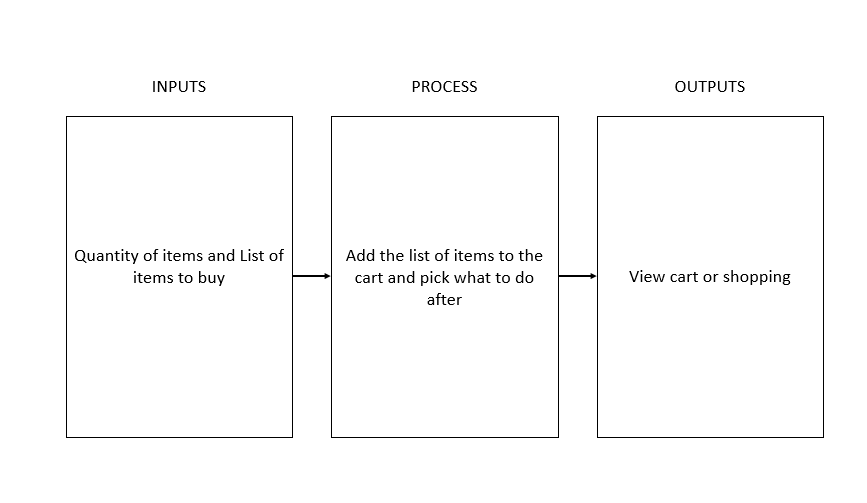 INPUTS
PROCESS
OUTPUTS
Quantity of items and List of
items to buy
Add the list of items to the
cart and pick what to do
after
View cart or shopping